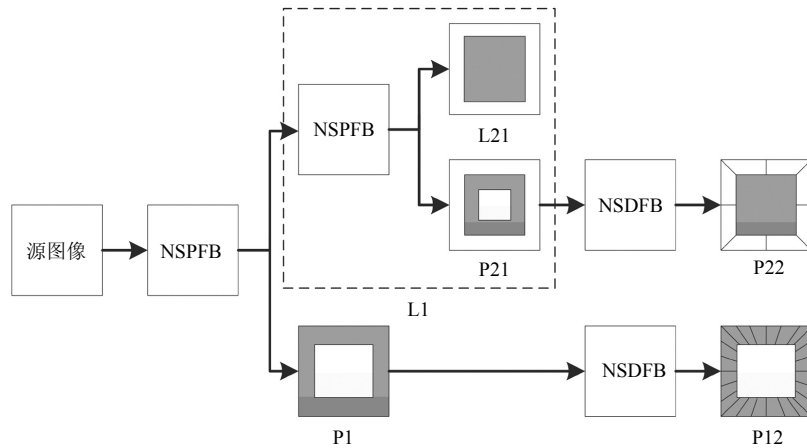 NSPFB
L21
源图像
NSPFB
P21
NSDFB
P22
L1
P1
NSDFB
P12